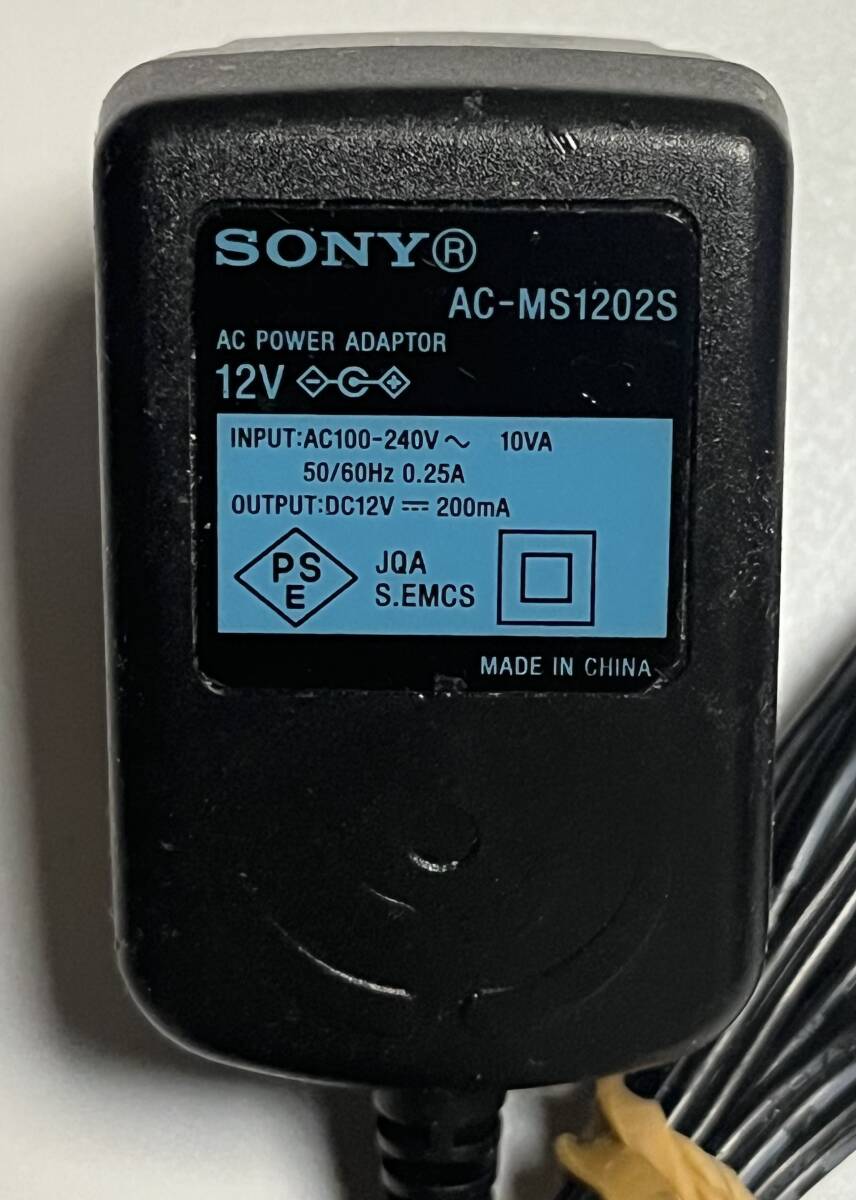 SONY®
AC-MS1202S
AC POWER ADAPTOR
12V
INPUT:AC100-240V～ 10VA
50/60Hz 0.25A
OUTPUT:DC12V ⎓ 200mA
PS
E
JQA
S.EMCS
MADE IN CHINA